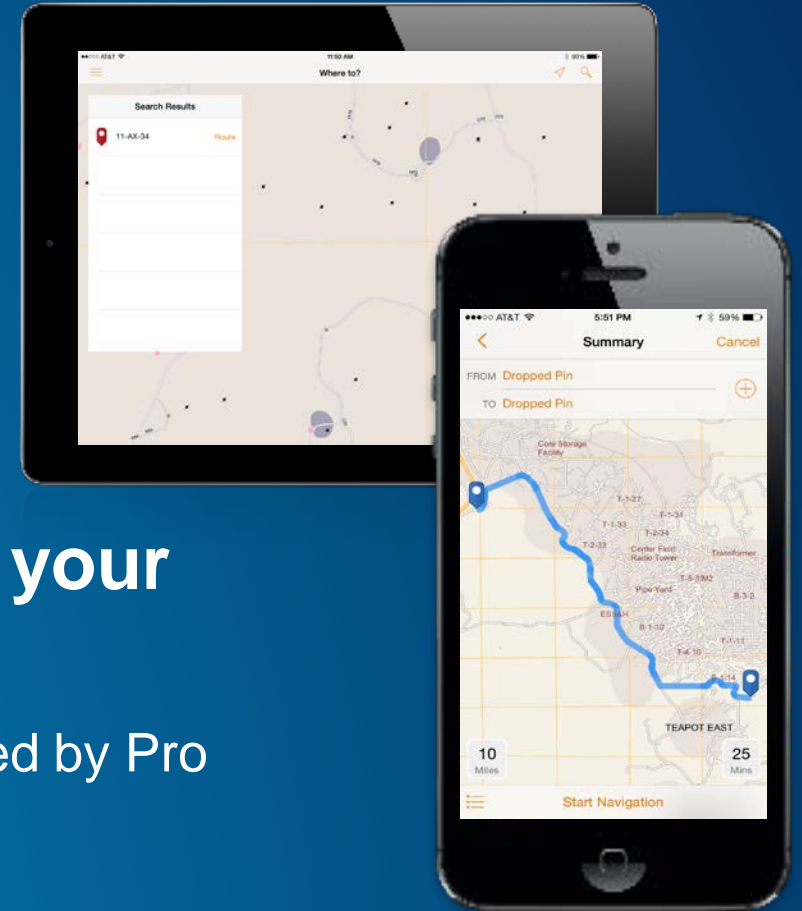 AT&T
11:50 AM
90%
Where to?
Search Results
11-AX-34
Route
AT&T
5:51 PM
59%
Summary
Cancel
FROM Dropped Pin
TO Dropped Pin
Core Storage
Facility
T-1-27
T-1-34
T-1-33
T-2-34
T-2-33
Center Field
Radio Tower
Transformer
Pipe Yard
B-3-2
B-1-10
T-1-11
T-4-10
B-1-14
TEAPOT EAST
10
Miles
25
Mins
Start Navigation
your
ed by Pro